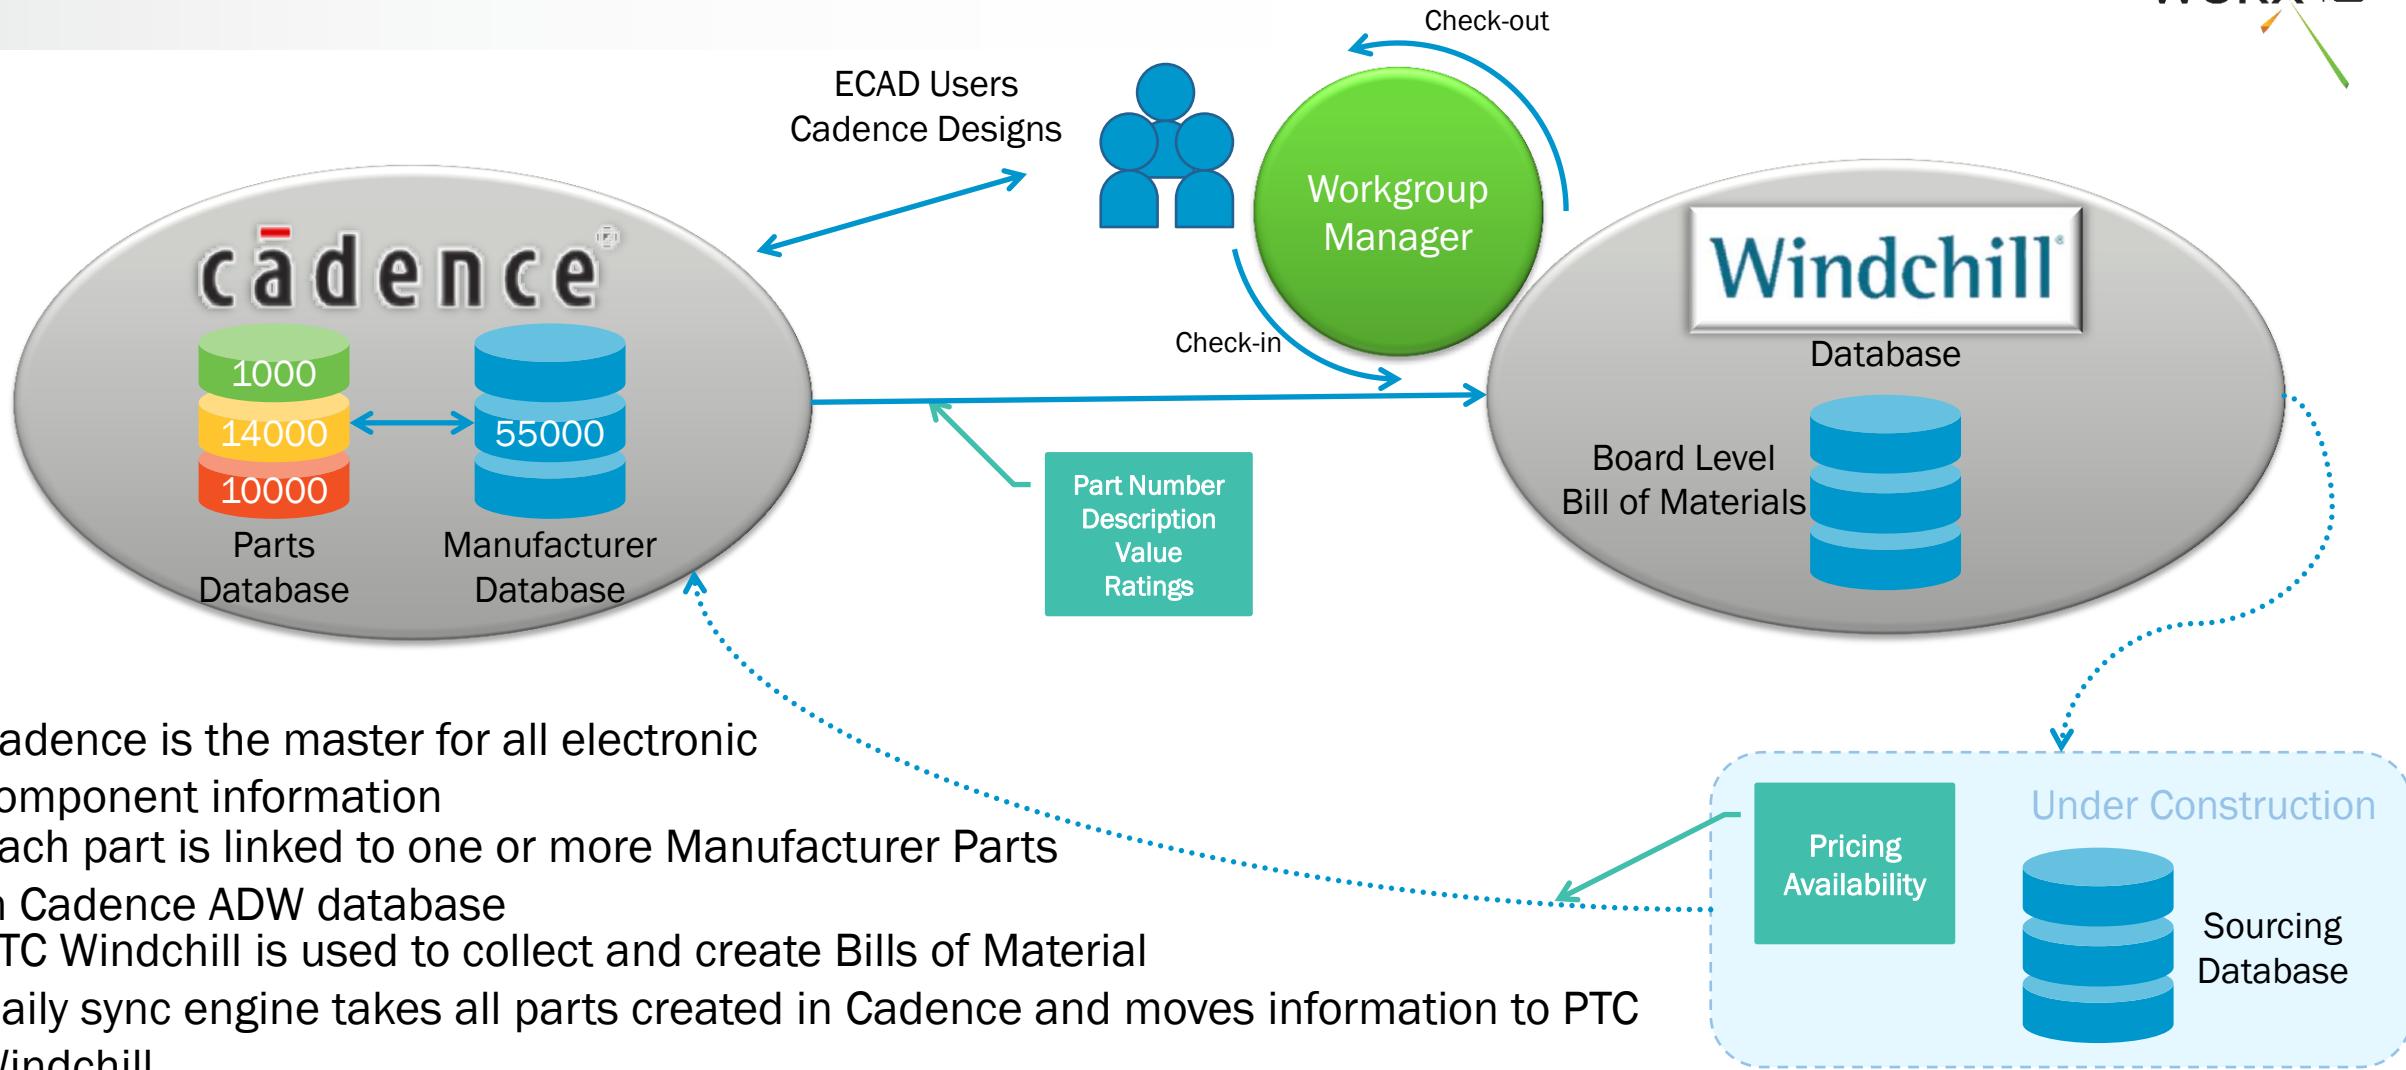 Check-out
ECAD Users
Cadence Designs
Workgroup
Manager
cādence®
Windchill
Database
Check-in
1000
14000
10000
55000
Parts
Database
Manufacturer
Database
Board Level
Bill of Materials
Part Number
Description
Value
Ratings
adence is the master for all electronic
omponent information
ach part is linked to one or more Manufacturer Parts
n Cadence ADW database
TC Windchill is used to collect and create Bills of Material
aily sync engine takes all parts created in Cadence and moves information to PTC
Windchill
Under Construction
Pricing
Availability
Sourcing
Database